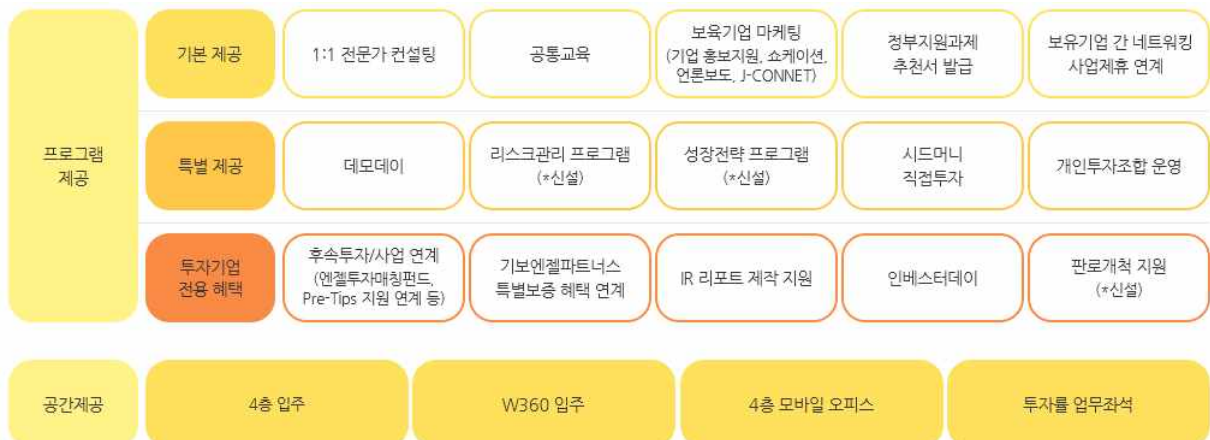 프로그램
제공
기본 제공
1:1 전문가 컨설팅
공통교육
보육기업 마케팅
(기업 홍보지원, 쇼케이션,
언론보도, J-CONNET)
정부지원과제
추천서 발급
보유기업 간 네트워킹
사업제휴 연계
특별 제공
데모데이
리스크관리 프로그램
(*신설)
성장전략 프로그램
(*신설)
시드머니
직접투자
개인투자조합 운영
투자기업
전용 혜택
후속투자/사업 연계
(엔젤투자매칭펀드,
Pre-Tips 지원 연계 등)
기보엔젤파트너스
특별보증 혜택 연계
IR 리포트 제작 지원
인베스터데이
판로개척 지원
(*신설)
공간제공
4층 입주
W360 입주
4층 모바일 오피스
투자률 업무좌석